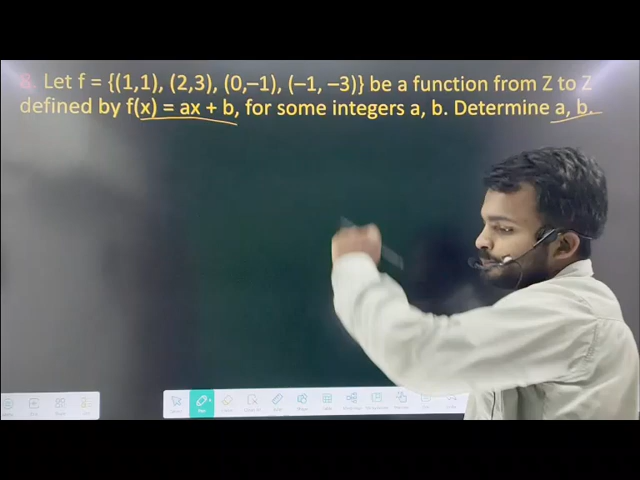 8. Let f = {(1,1), (2,3), (0,–1), (–1, –3)} be a function from Z to Z
defined by f(x) = ax + b, for some integers a, b. Determine a, b.
Pen